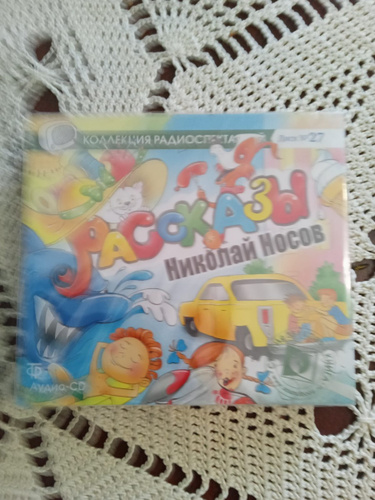 КОЛЛЕКЦИЯ РАДИОСПЕКТАКЛЕЙ
Диск № 27
РАССКАЗЫ
Николай Носов
АУДИО-CD